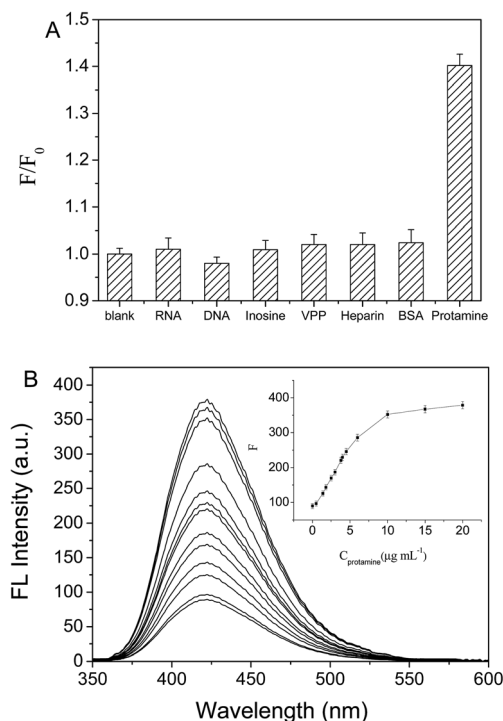 A
1.5
1.4
1.3
1.2
1.1
1.0
0.9
F/F0
blank RNA DNA Inosine VPP Heparin BSA Protamine
B
400
350
300
250
200
150
100
50
0
FL Intensity (a.u.)
350 400 450 500 550 600
Wavelength (nm)
400
300
200
100
F
0 5 10 15 20
Cprotamine(μg mL-1)